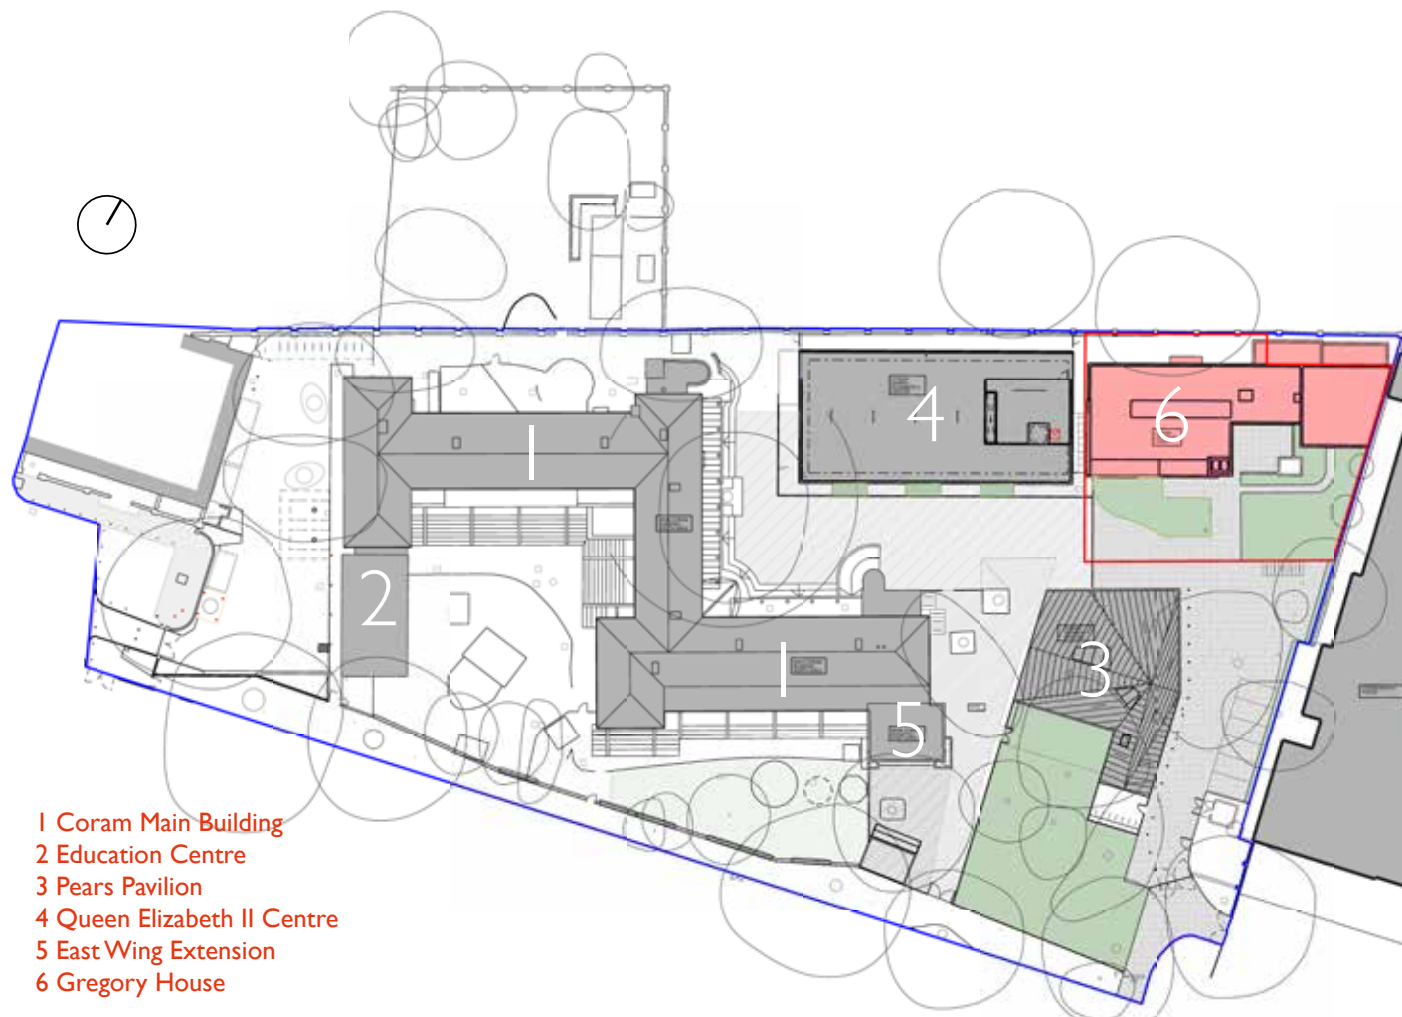 1
4
6
2
1
3
5
1 Coram Main Building
2 Education Centre
3 Pears Pavilion
4 Queen Elizabeth II Centre
5 East Wing Extension
6 Gregory House